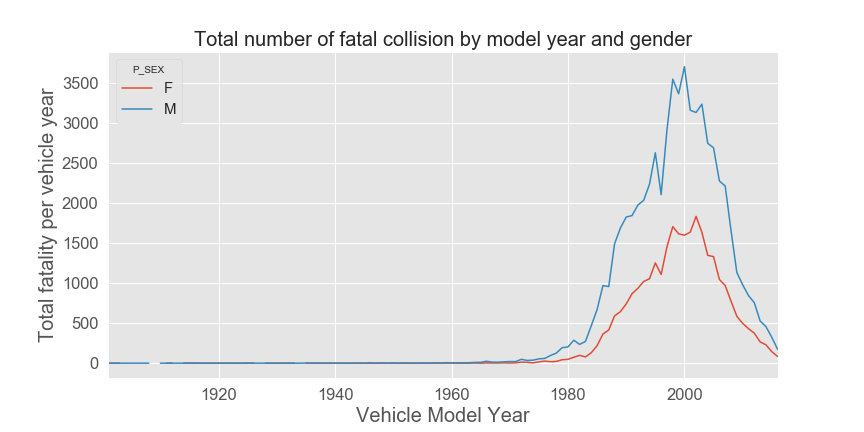 Total number of fatal collision by model year and gender
P_SEX
F
M
Total fatality per vehicle year
3500
3000
2500
2000
1500
1000
500
0
1920
1940
1960
1980
2000
Vehicle Model Year